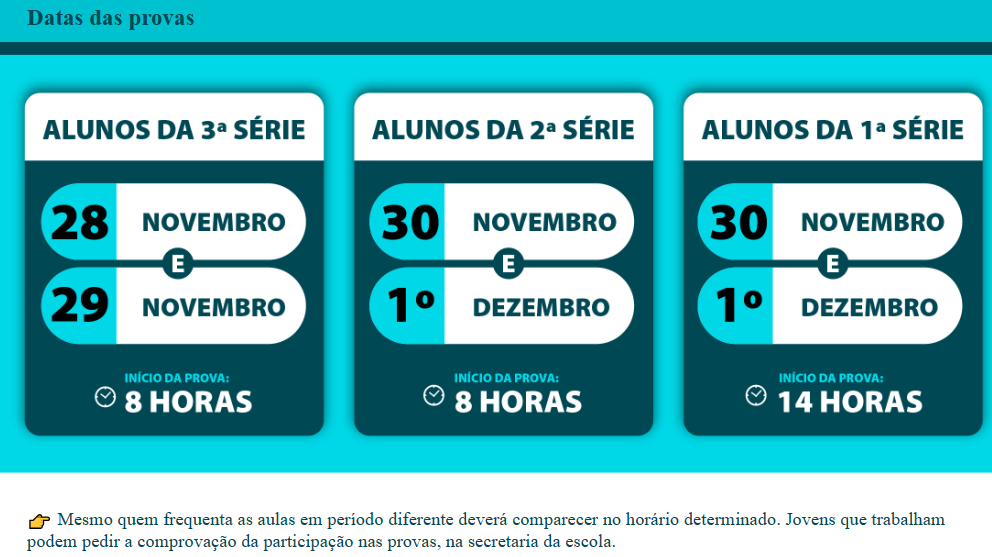 Datas das provas
ALUNOS DA 3ª SÉRIE
28 NOVEMBRO
E
29 NOVEMBRO
INÍCIO DA PROVA:
8 HORAS
ALUNOS DA 2ª SÉRIE
30 NOVEMBRO
E
1º DEZEMBRO
INÍCIO DA PROVA:
8 HORAS
ALUNOS DA 1ª SÉRIE
30 NOVEMBRO
E
1º DEZEMBRO
INÍCIO DA PROVA:
14 HORAS
👉 Mesmo quem frequenta as aulas em período diferente deverá comparecer no horário determinado. Jovens que trabalham
podem pedir a comprovação da participação nas provas, na secretaria da escola.